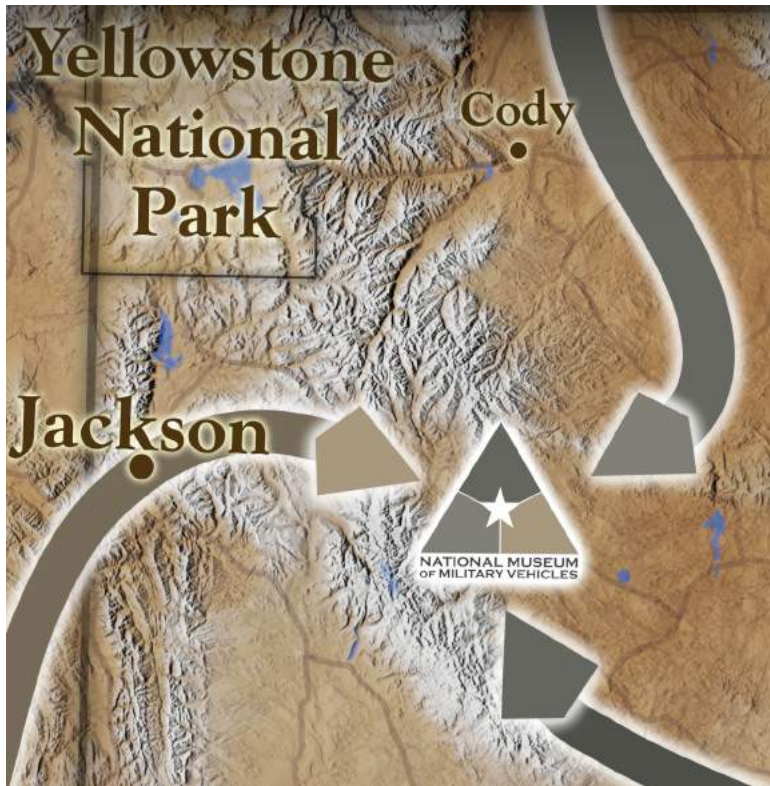 Yellowstone
National
Park
Cody
Jackson
NATIONAL MUSEUM
OF MILITARY VEHICLES